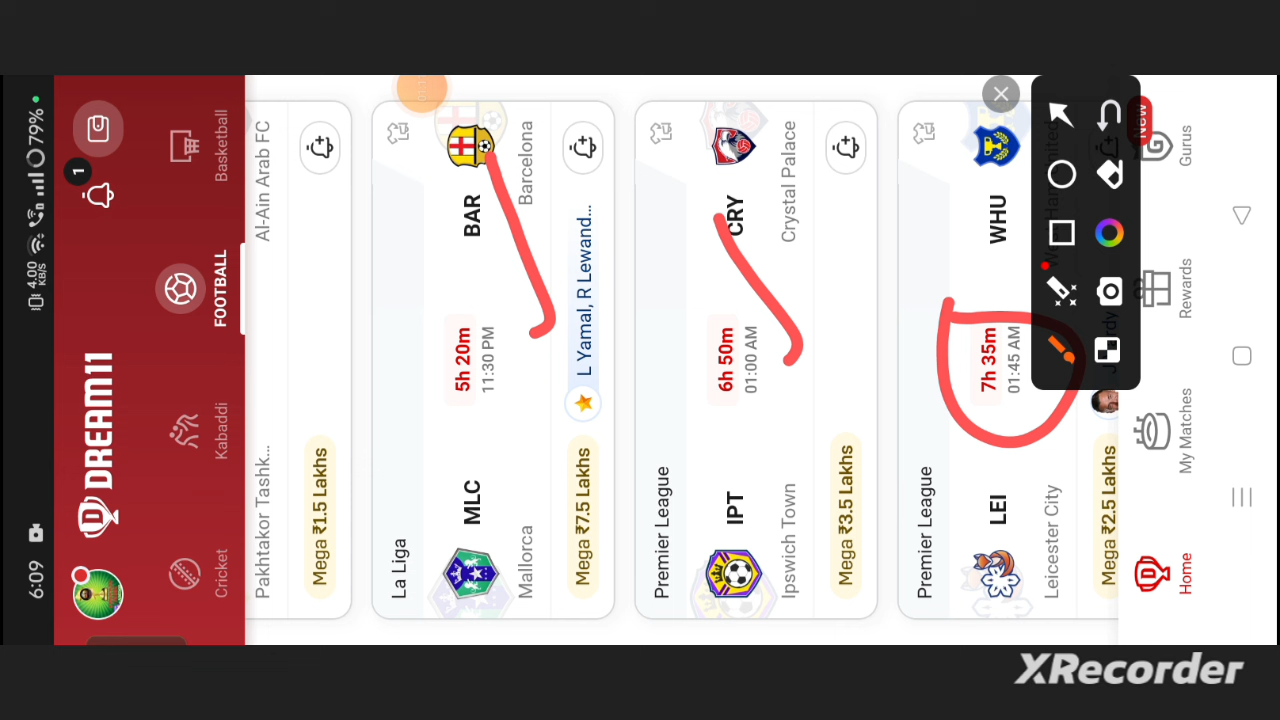 6:09
4.00
KB/S
79%
DREAM11
1
Cricket
Kabaddi
FOOTBALL
Basketball
Pakhtakor Tashk...
Al-Ain Arab FC
Mega ₹1.5 Lakhs
La Liga
MLC
5h 20m
BAR
11:30 PM
Mallorca
Barcelona
Mega ₹7.5 Lakhs
L Yamal, R Lewand...
Premier League
IPT
6h 50m
CRY
01:00 AM
Ipswich Town
Crystal Palace
Mega ₹3.5 Lakhs
Premier League
LEI
7h 35m
WHU
01:45 AM
Leicester City
Mega ₹2.5 Lakhs
Home
My Matches
Rewards
Gurus
New
XRecorder